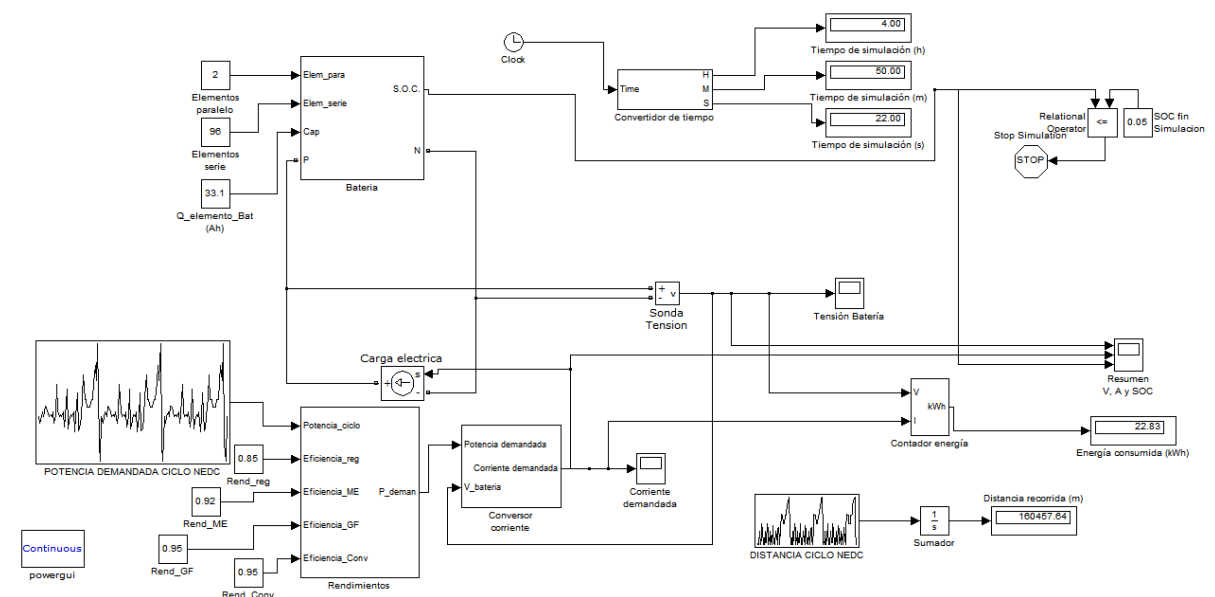 4.00
Tiempo de simulación (h)
Clock
2
Elementos
paralelo
Elem_para
S.O.C.
Time
H
M
S
Convertidor de tiempo
50.00
Tiempo de simulación (m)
22.00
Tiempo de simulación (s)
96
Elementos
serie
Elem_serie
Cap
P
N
Bateria
33.1
Q_elemento_Bat
(Ah)
Relational
Operator
<=
0.05
SOC fin
Simulacion
Stop Simulation
STOP
+
-
v
Sonda
Tension
Tensión Batería
Carga electrica
+
s
-
Resumen
V, A y SOC
POTENCIA DEMANDADA CICLO NEDC
Potencia_ciclo
Eficiencia_reg
Eficiencia_ME
Eficiencia_GF
Eficiencia_Conv
P_deman
Rendimientos
0.85
Rend_reg
0.92
Rend_ME
0.95
Rend_GF
0.95
Rend_Conv
Potencia demandada
Corriente demandada
V_bateria
Conversor
corriente
Corriente
demandada
V
kWh
I
Contador energía
22.83
Energía consumida (kWh)
DISTANCIA CICLO NEDC
1
s
Sumador
Distancia recorrida (m)
160457.64
Continuous
powergui